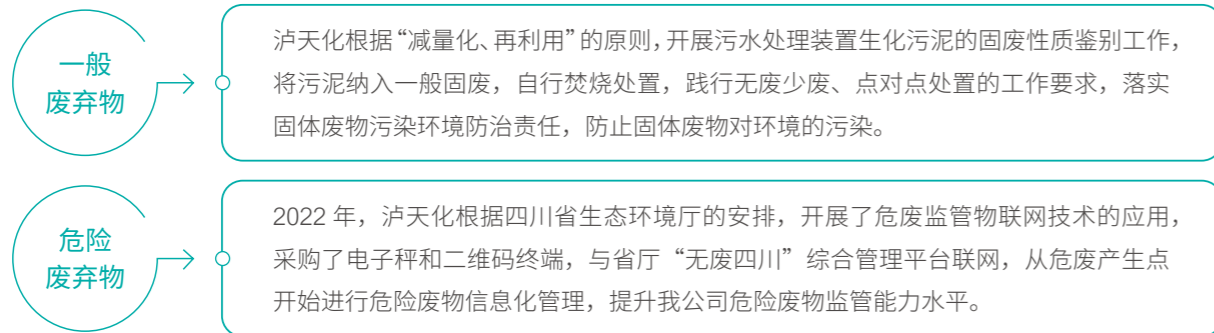 一般
废弃物
泸天化根据“减量化、再利用”的原则，开展污水处理装置生化污泥的固废性质鉴别工作，
将污泥纳入一般固废，自行焚烧处置，践行无废少废、点对点处置的工作要求，落实
固体废物污染环境防治责任，防止固体废物对环境的污染。
危险
废弃物
2022 年，泸天化根据四川省生态环境厅的安排，开展了危废监管物联网技术的应用，
采购了电子秤和二维码终端，与省厅“无废四川”综合管理平台联网，从危废产生点
开始进行危险废物信息化管理，提升我公司危险废物监管能力水平。